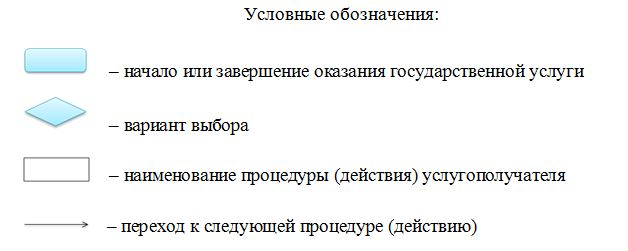 Условные обозначения:
– начало или завершение оказания государственной услуги
– вариант выбора
– наименование процедуры (действия) услугополучателя
– переход к следующей процедуре (действию)